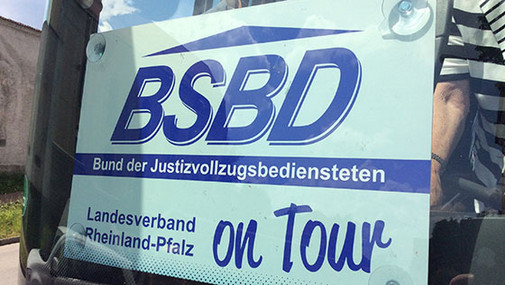 BSBD
Bund der Justizvollzugsbediensteten
Landesverband
Rheinland-Pfalz
on Tour